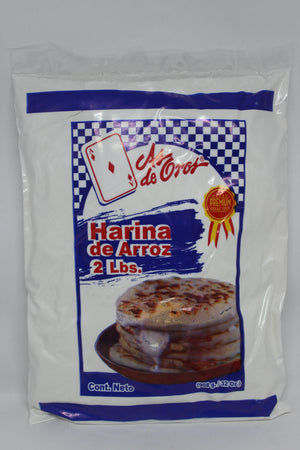 As
de Oros
PREMIUM
Harina
de Arroz
2 Lbs.
Cont. Neto
(908 g./32 Oz.)